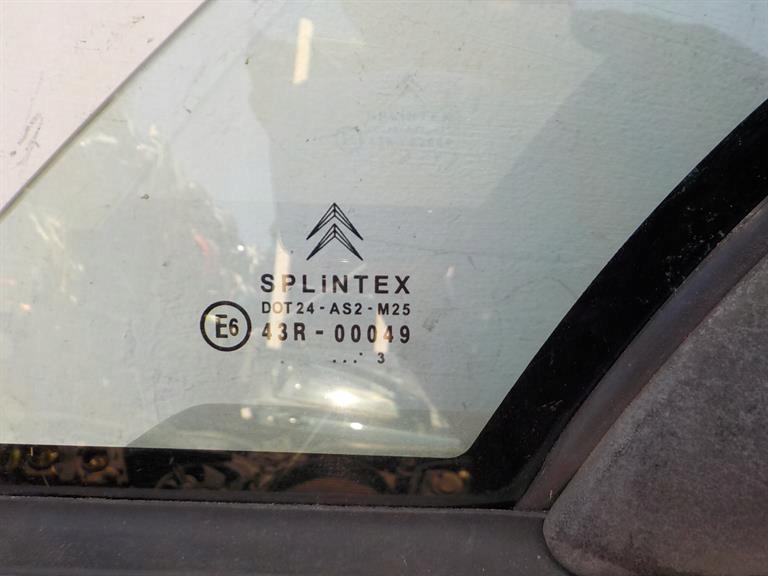 SPLiNTEX
DOT24-AS2-M25
E6 43R-00049
. ...· 3